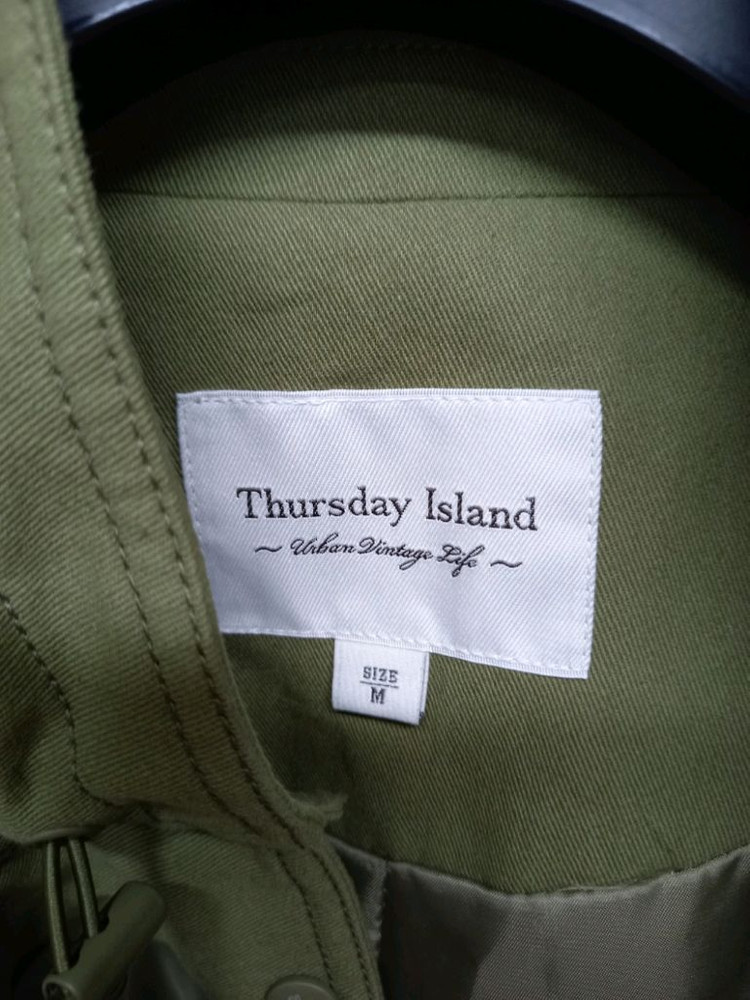 Thursday Island
~ Urban Vintage Life ~
SIZE
M